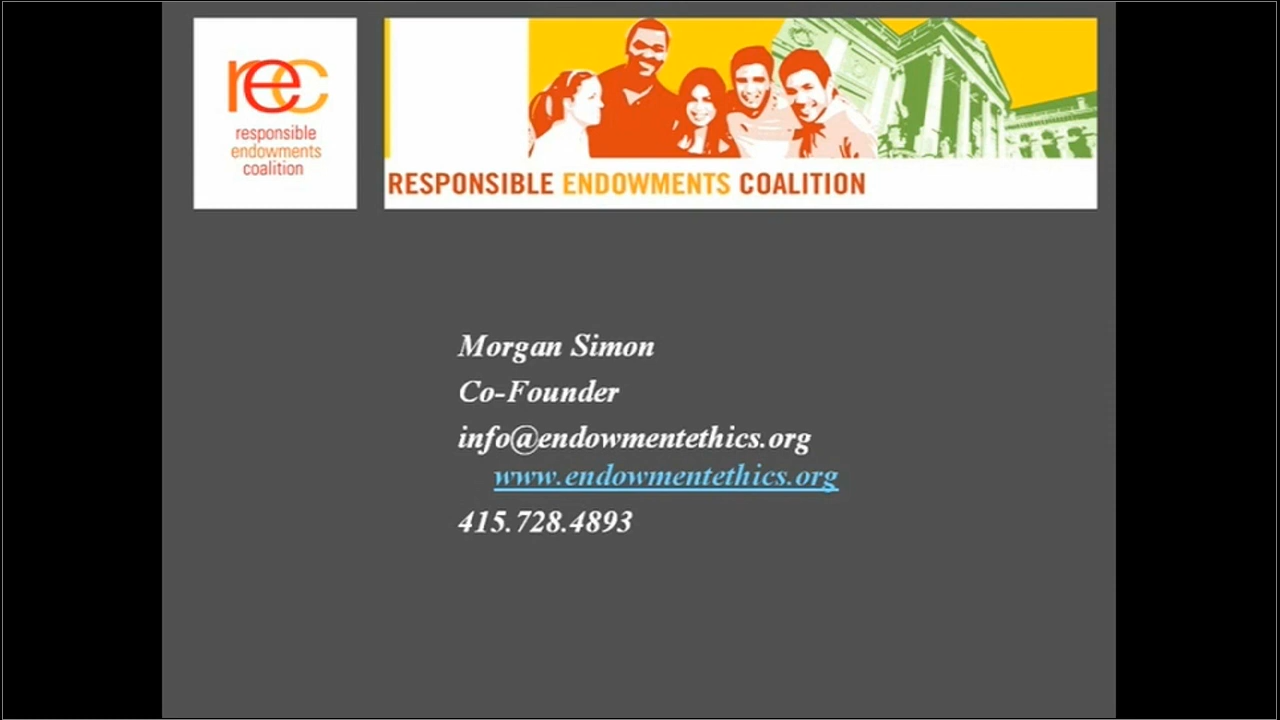 rec
responsible
endowments
coalition
RESPONSIBLE ENDOWMENTS COALITION
Morgan Simon
Co-Founder
info@endowmentethics.org
www.endowmentethics.org
415.728.4893